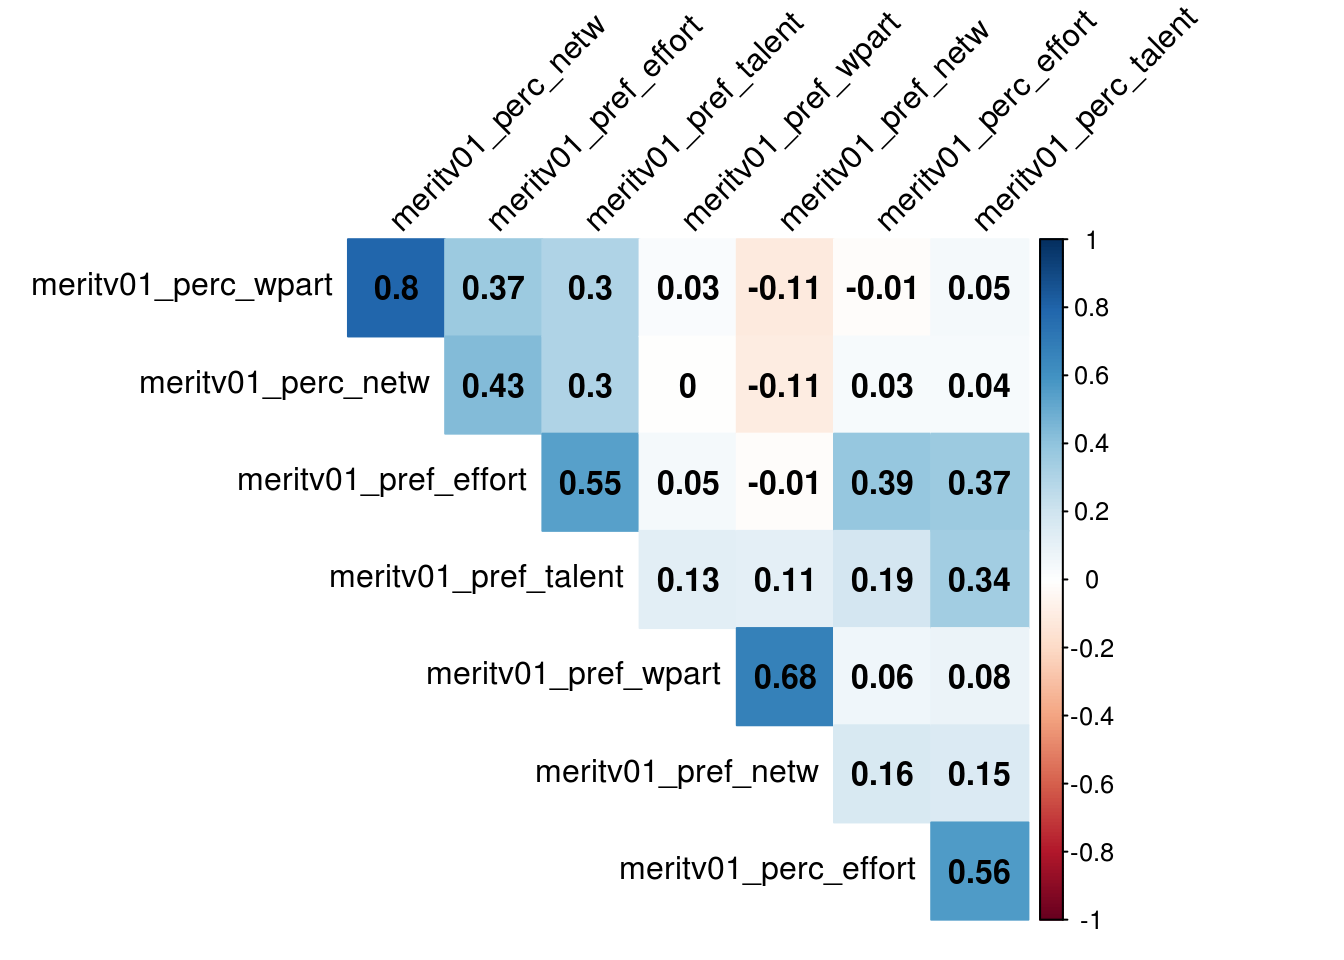 meritv01_perc_netw
meritv01_pref_effort
meritv01_pref_talent
meritv01_pref_wpart
meritv01_pref_netw
meritv01_perc_effort
meritv01_perc_talent
meritv01_perc_wpart 0.8 0.37 0.3 0.03 -0.11 -0.01 0.05
meritv01_perc_netw 0.43 0.3 0 -0.11 0.03 0.04
meritv01_pref_effort 0.55 0.05 -0.01 0.39 0.37
meritv01_pref_talent 0.13 0.11 0.19 0.34
meritv01_pref_wpart 0.68 0.06 0.08
meritv01_pref_netw 0.16 0.15
meritv01_perc_effort 0.56
1
0.8
0.6
0.4
0.2
0
-0.2
-0.4
-0.6
-0.8
-1